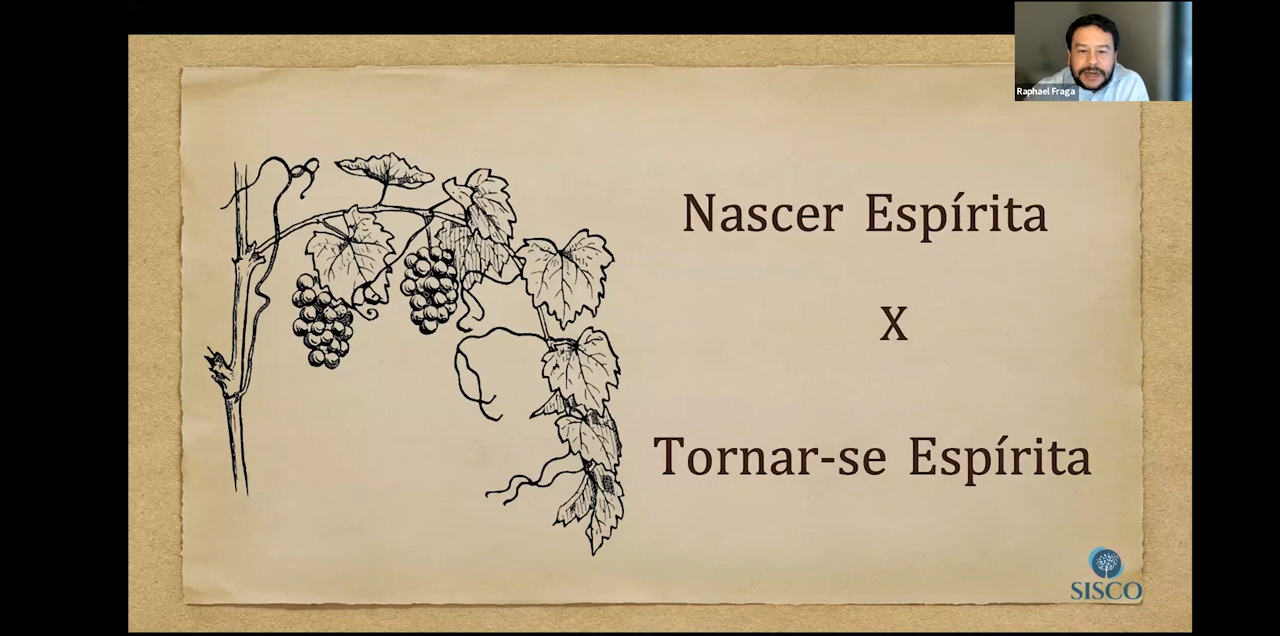 Raphael Fraga
Nascer Espírita
X
Tornar-se Espírita
SISCO